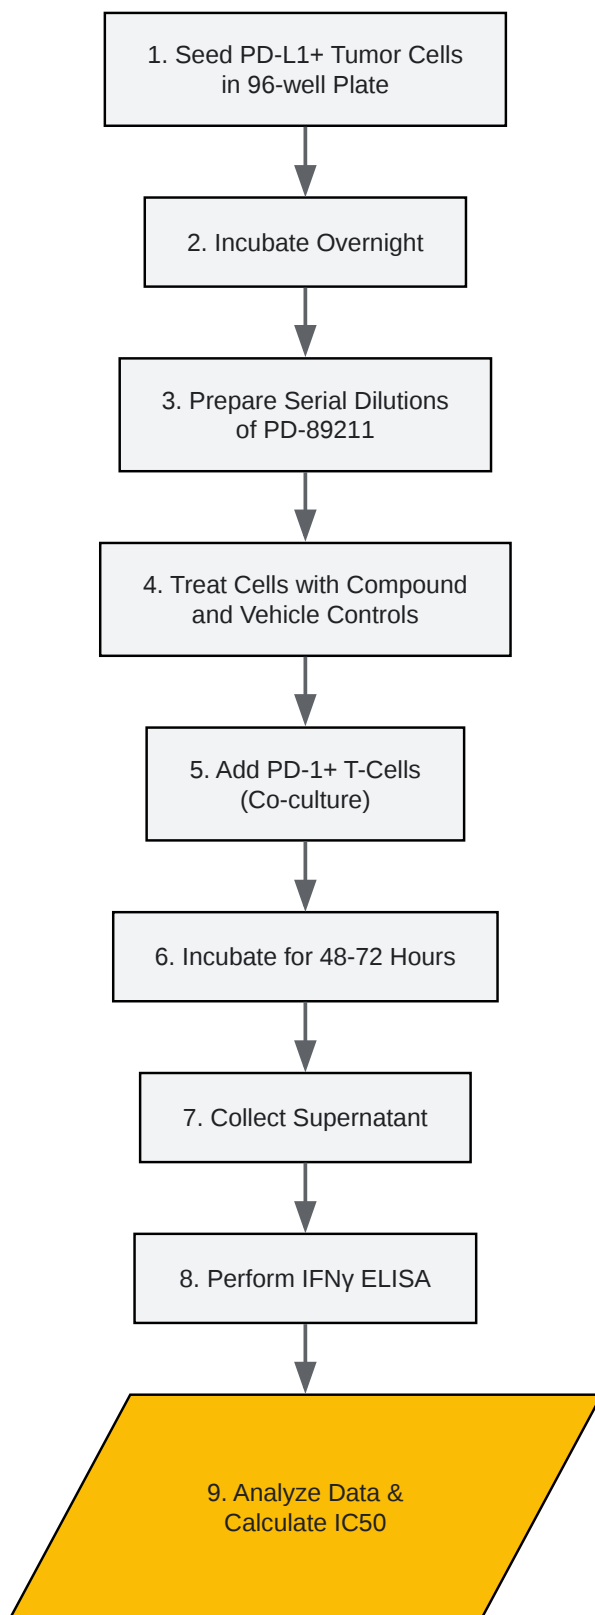 1. Seed PD-L1+ Tumor Cells
in 96-well Plate
2. Incubate Overnight
3. Prepare Serial Dilutions
of PD-89211
4. Treat Cells with Compound
and Vehicle Controls
5. Add PD-1+ T-Cells
(Co-culture)
6. Incubate for 48-72 Hours
7. Collect Supernatant
8. Perform IFNγ ELISA
9. Analyze Data &
Calculate IC50